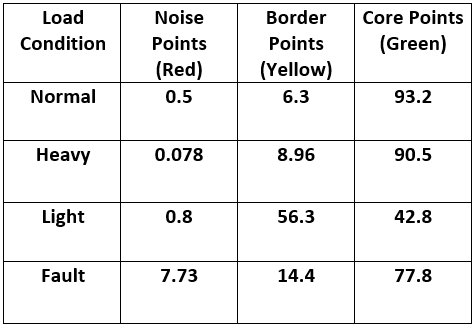 Load Condition Noise Points (Red) Border Points (Yellow) Core Points (Green)
Normal 0.5 6.3 93.2
Heavy 0.078 8.96 90.5
Light 0.8 56.3 42.8
Fault 7.73 14.4 77.8